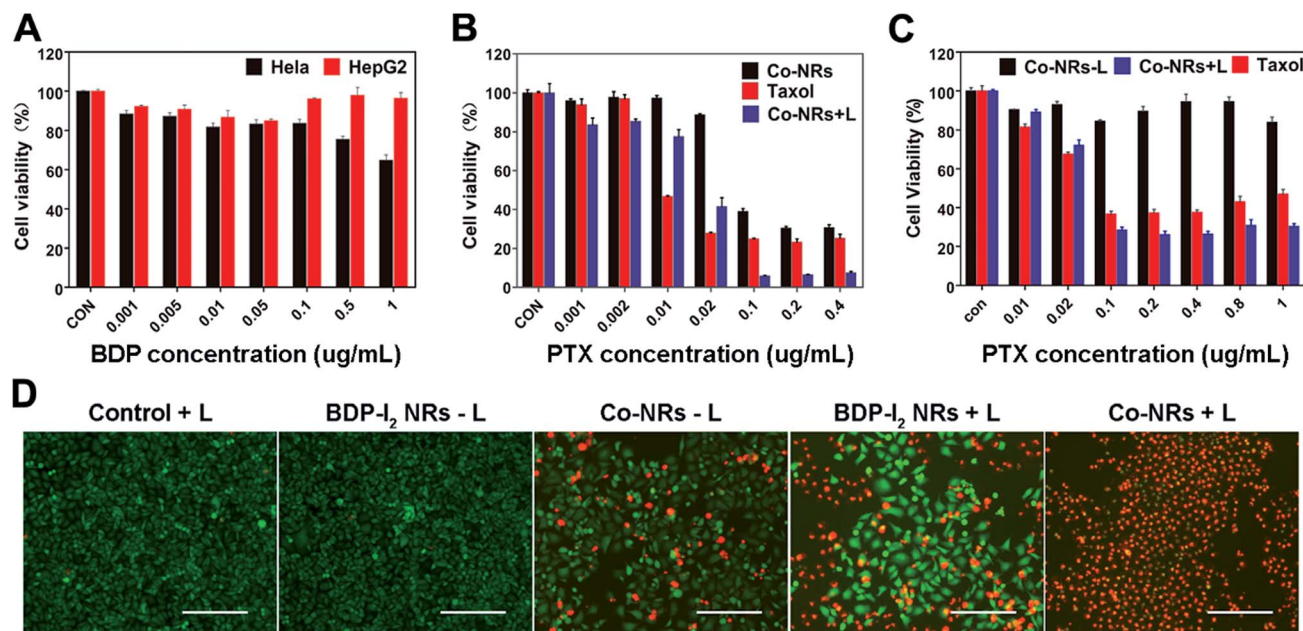 A
120
100
80
60
40
20
0
Cell viability (%)
Hela HepG2
CON 0.001 0.005 0.01 0.05 0.1 0.5 1
BDP concentration (ug/mL)
B
120
100
80
60
40
20
0
Cell viability (%)
Co-NRs
Taxol
Co-NRs+L
CON 0.001 0.002 0.01 0.02 0.1 0.2 0.4
PTX concentration (ug/mL)
C
120
100
80
60
40
20
0
Cell Viability (%)
Co-NRs-L Co-NRs+L Taxol
con 0.01 0.02 0.1 0.2 0.4 0.8 1
PTX concentration (ug/mL)
D
Control + L BDP-I₂ NRs - L Co-NRs - L BDP-I₂ NRs + L Co-NRs + L